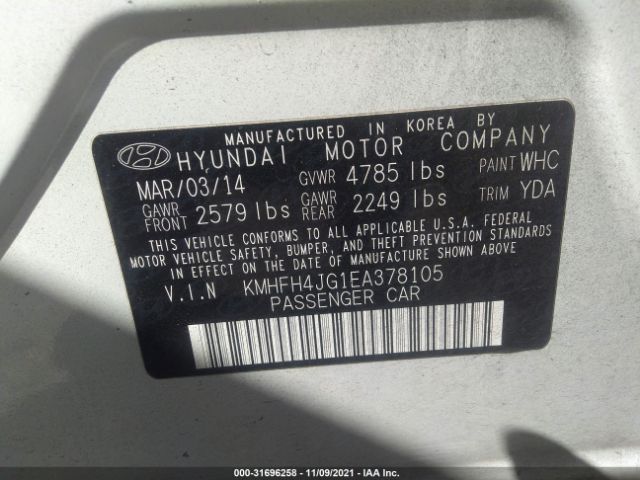 MANUFACTURED IN KOREA BY
HYUNDAI MOTOR COMPANY
MAR/03/14 GVWR 4785 lbs PAINT WHC
GAWR FRONT 2579 lbs GAWR REAR 2249 lbs TRIM YDA
THIS VEHICLE CONFORMS TO ALL APPLICABLE U.S.A. FEDERAL
MOTOR VEHICLE SAFETY, BUMPER, AND THEFT PREVENTION STANDARDS
IN EFFECT ON THE DATE OF MANUFACTURE SHOWN ABOVE
V.I.N KMHFH4JG1EA378105
PASSENGER CAR
000-31696258 - 11/09/2021 - IAA Inc.